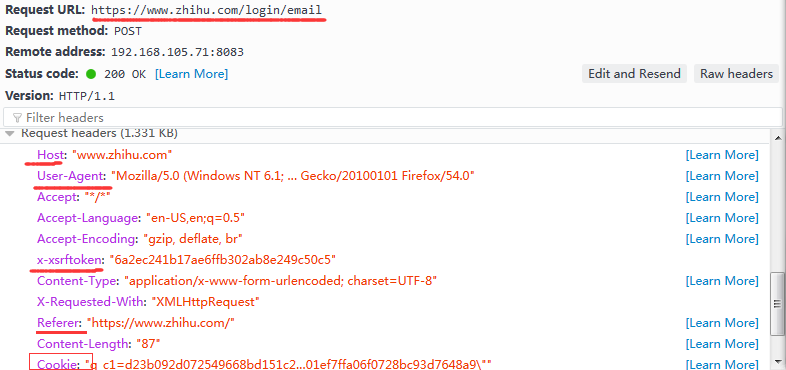 Request URL: https://www.zhihu.com/login/email
Request method: POST
Remote address: 192.168.105.71:8083
Status code: 200 OK [Learn More] Edit and Resend Raw headers
Version: HTTP/1.1
Filter headers
Request headers (1.331 KB)
Host: "www.zhihu.com" [Learn More]
User-Agent: "Mozilla/5.0 (Windows NT 6.1; ... Gecko/20100101 Firefox/54.0" [Learn More]
Accept: "*/*" [Learn More]
Accept-Language: "en-US,en;q=0.5" [Learn More]
Accept-Encoding: "gzip, deflate, br" [Learn More]
x-xsrftoken: "6a2ec241b17ae6ffb302ab8e249c50c5"
Content-Type: "application/x-www-form-urlencoded; charset=UTF-8" [Learn More]
X-Requested-With: "XMLHttpRequest"
Referer: "https://www.zhihu.com/" [Learn More]
Content-Length: "87" [Learn More]
Cookie: "q_c1=d23b092d072549668bd151c2...01ef7ffa06f0728bc93d7648a9\"" [Learn More]